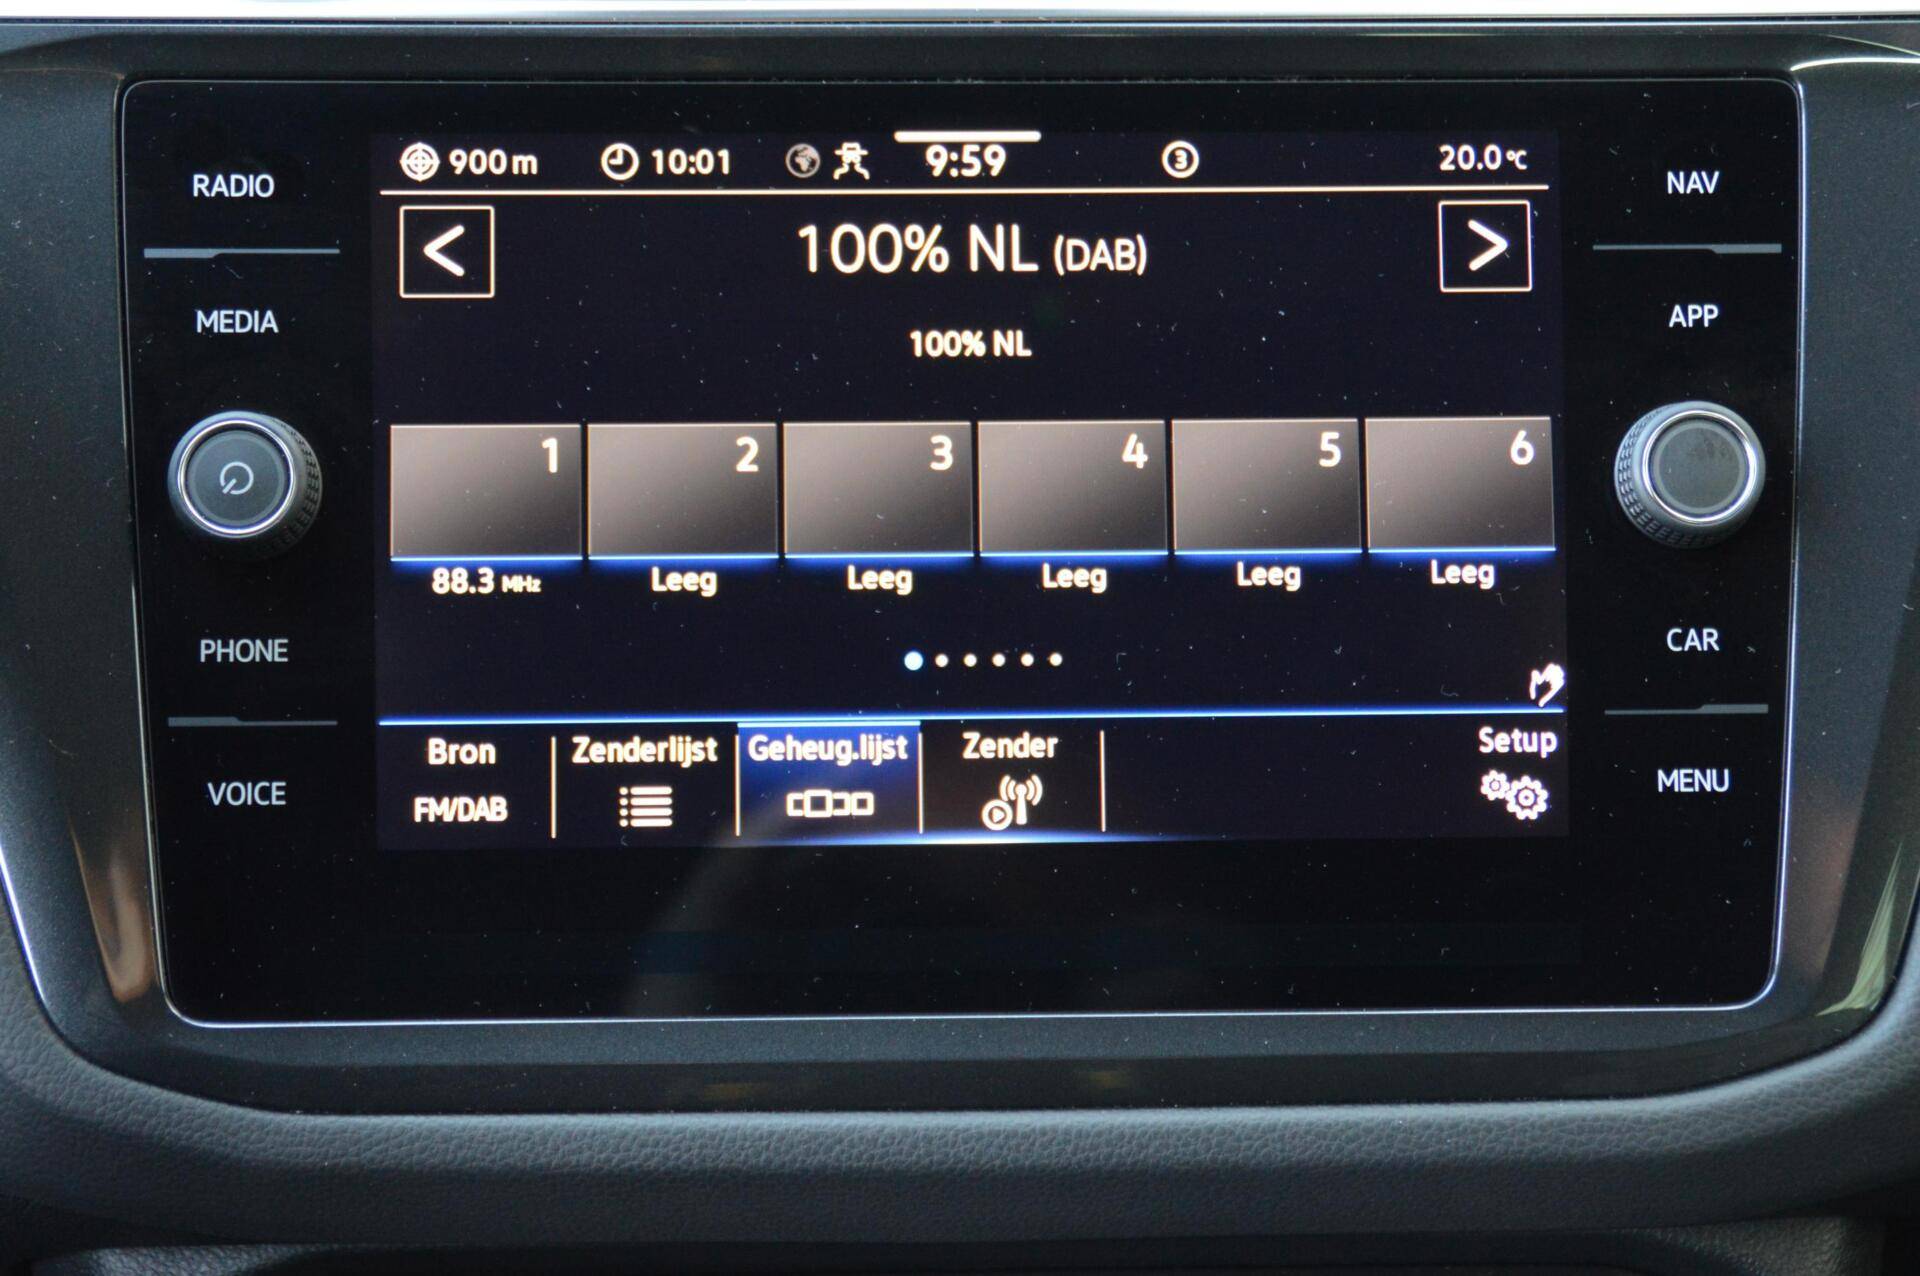 RADIO
MEDIA
PHONE
VOICE
900 m 10:01 9:59 3 20.0 °C
< 100% NL (DAB) >
100% NL
1 2 3 4 5 6
88.3 MHz Leeg Leeg Leeg Leeg Leeg
Bron Zenderlijst Geheug.lijst Zender Setup
FM/DAB
NAV
APP
CAR
MENU